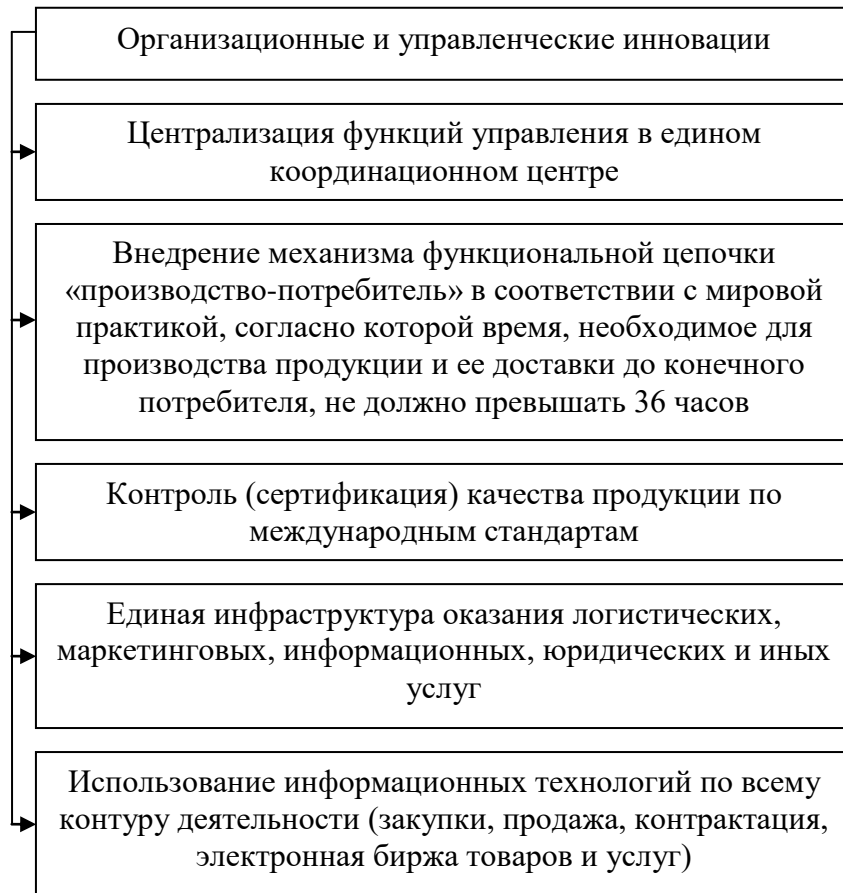 Организационные и управленческие инновации
Централизация функций управления в едином
координационном центре
Внедрение механизма функциональной цепочки
«производство-потребитель» в соответствии с мировой
практикой, согласно которой время, необходимое для
производства продукции и ее доставки до конечного
потребителя, не должно превышать 36 часов
Контроль (сертификация) качества продукции по
международным стандартам
Единая инфраструктура оказания логистических,
маркетинговых, информационных, юридических и иных
услуг
Использование информационных технологий по всему
контуру деятельности (закупки, продажа, контрактация,
электронная биржа товаров и услуг)